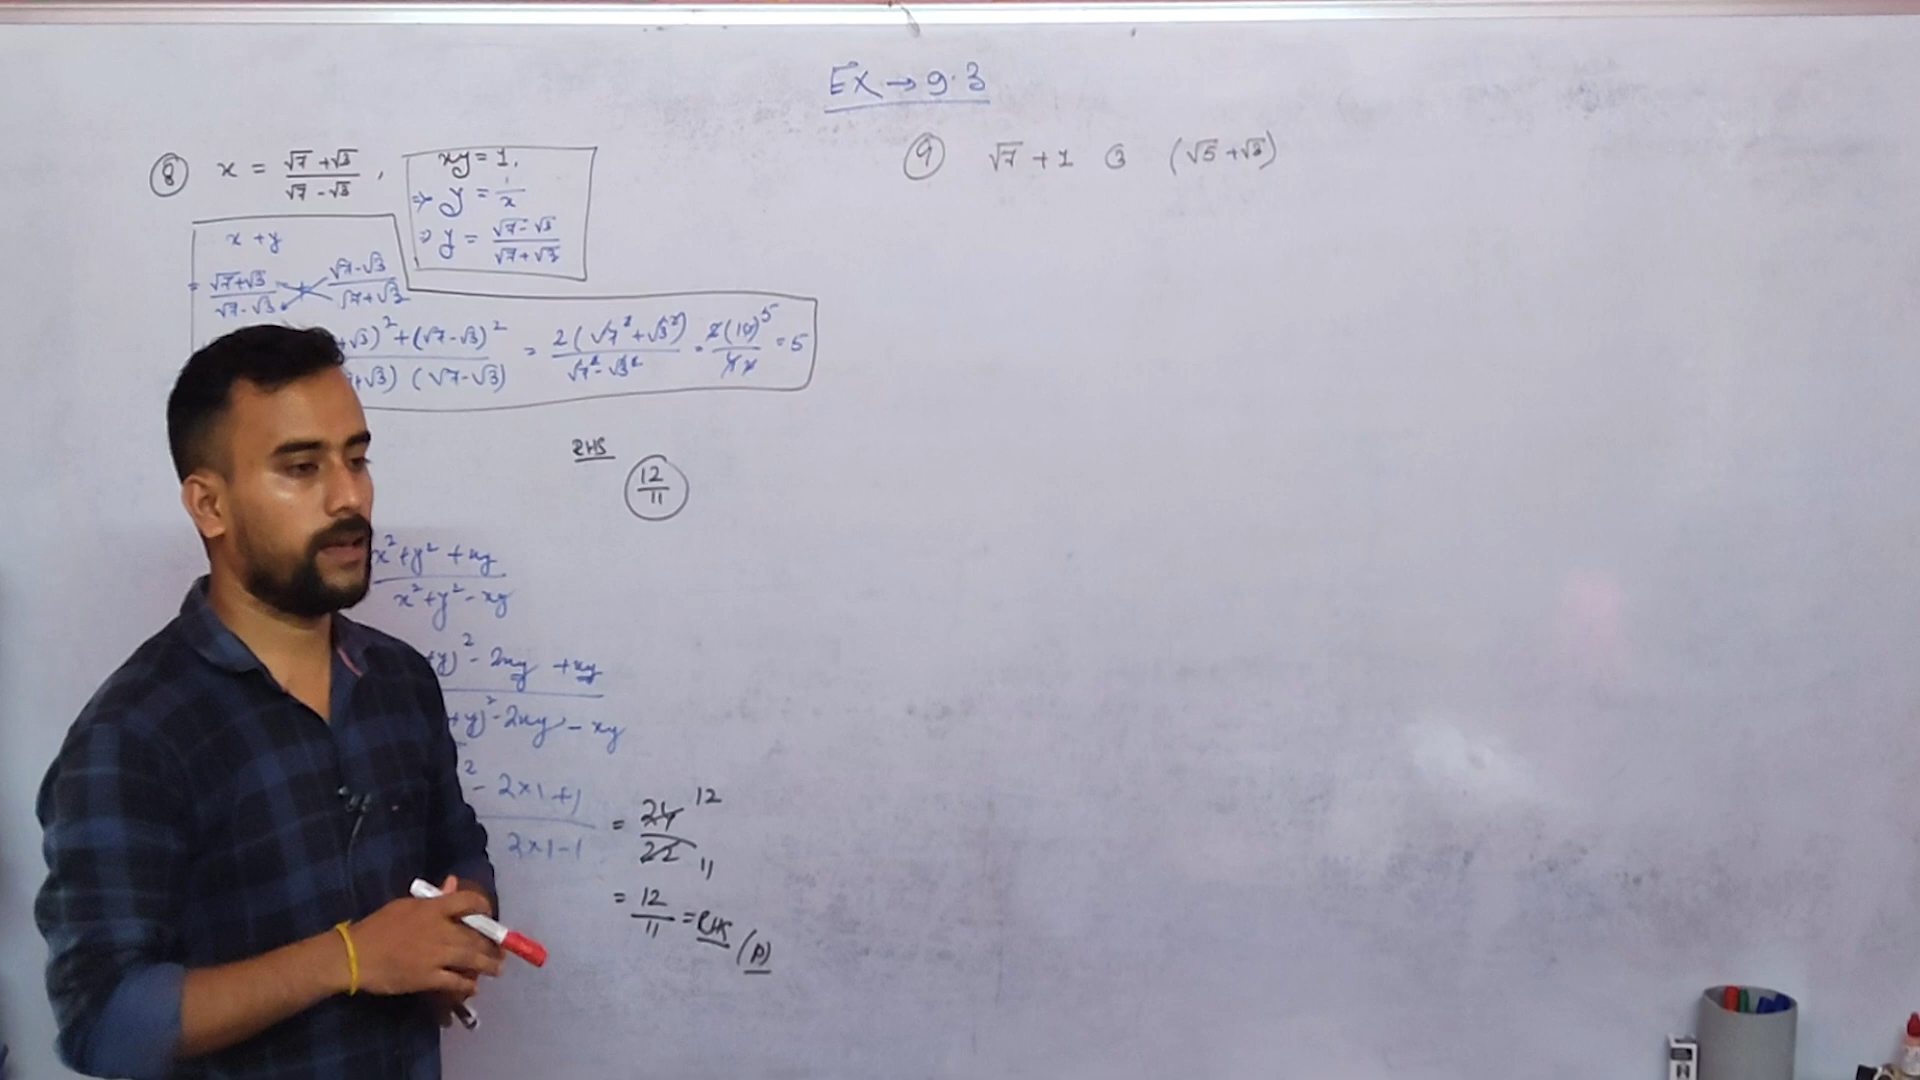 EX → 9.3
⑧ x = (√7+√3)/(√7-√3) ,
xy = 1,
⇒ y = 1/x
⇒ y = (√7-√3)/(√7+√3)
x + y
= (√7+√3)/(√7-√3) + (√7-√3)/(√7+√3)
+√3)² + (√7-√3)² / +√3) (√7-√3) = 2(√7²+√3²)/(√7²-√3²) = 2(10)5/4 2 = 5
RHS
12/11
x²+y²+xy / x²+y²-xy
+y)²-2xy+xy / +y)²-2xy-xy
² - 2×1+1 / 2×1-1 = 24 12/22 11
= 12/11 = RHS (P)
⑨ √7 + 1 (√5+√3)